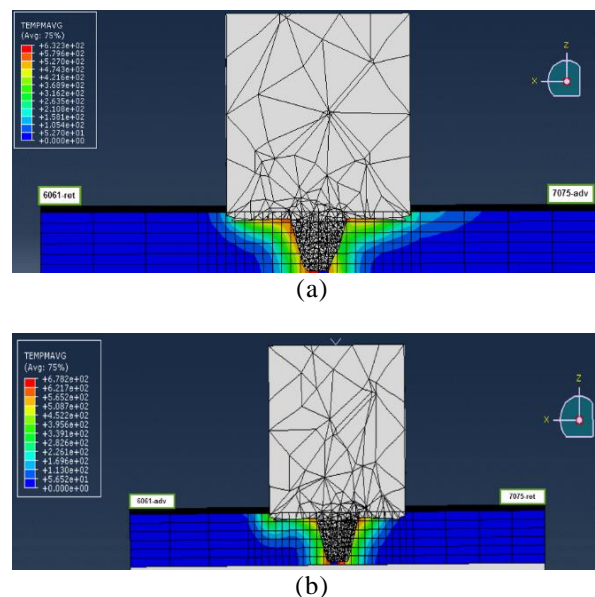 TEMPMAVG
(Avg: 75%)
+6.323e+02
+5.796e+02
+5.270e+02
+4.743e+02
+4.216e+02
+3.689e+02
+3.162e+02
+2.635e+02
+2.108e+02
+1.581e+02
+1.054e+02
+5.270e+01
+0.000e+00
Z
X
6061-ret
7075-adv
(a)
TEMPMAVG
(Avg: 75%)
+6.782e+02
+6.217e+02
+5.652e+02
+5.087e+02
+4.522e+02
+3.956e+02
+3.391e+02
+2.826e+02
+2.261e+02
+1.696e+02
+1.130e+02
+5.652e+01
+0.000e+00
Z
X
6061-adv
7075-ret
(b)